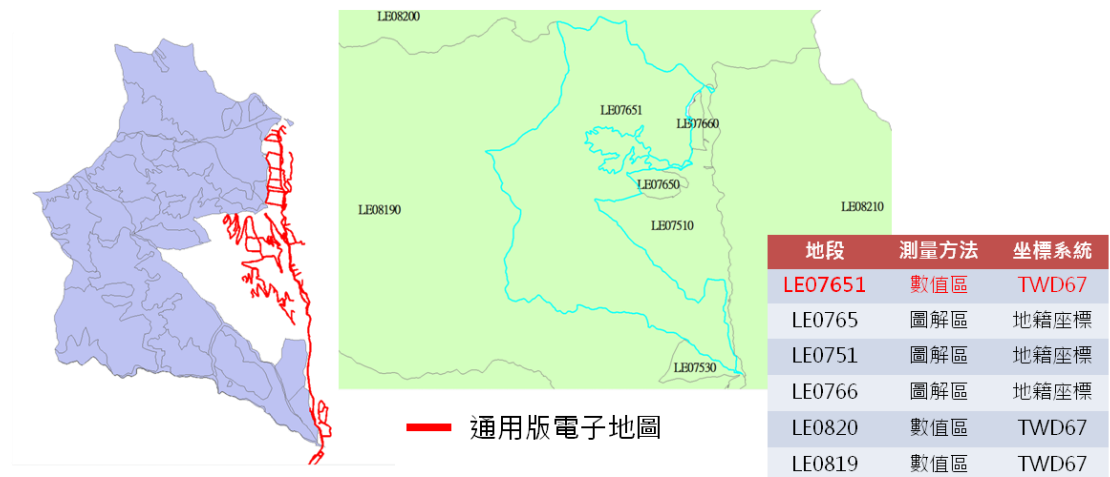 LE08200
LE07651
LE07660
LE07650
LE08190
LE08210
LE07510
LE07530
通用版電子地圖
地段 測量方法 坐標系統
LE07651 數值區 TWD67
LE0765 圖解區 地籍座標
LE0751 圖解區 地籍座標
LE0766 圖解區 地籍座標
LE0820 數值區 TWD67
LE0819 數值區 TWD67